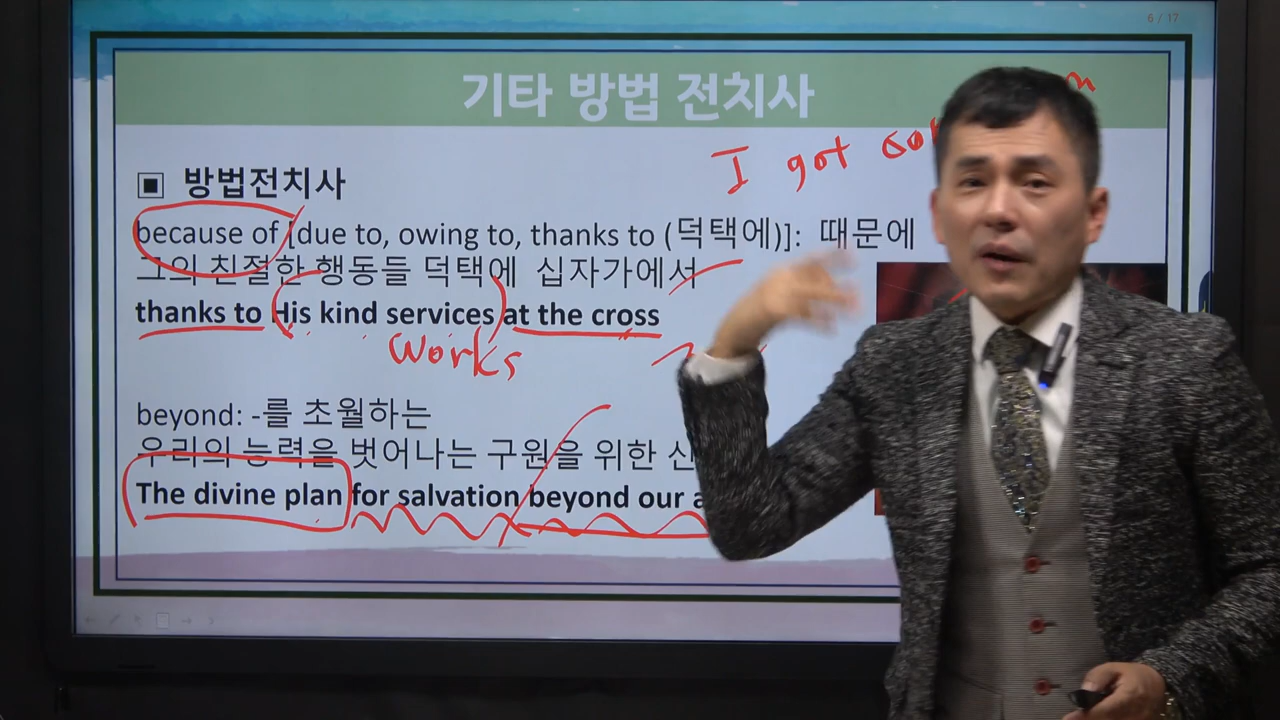 6 / 17
기타 방법 전치사
I got
▣ 방법전치사
because of [due to, owing to, thanks to (덕택에)]: 때문에
그의 친절한 행동들 덕택에 십자가에서
thanks to His kind services at the cross
works
beyond: -를 초월하는
우리의 능력을 벗어나는 구원을 위한 신
The divine plan for salvation beyond our